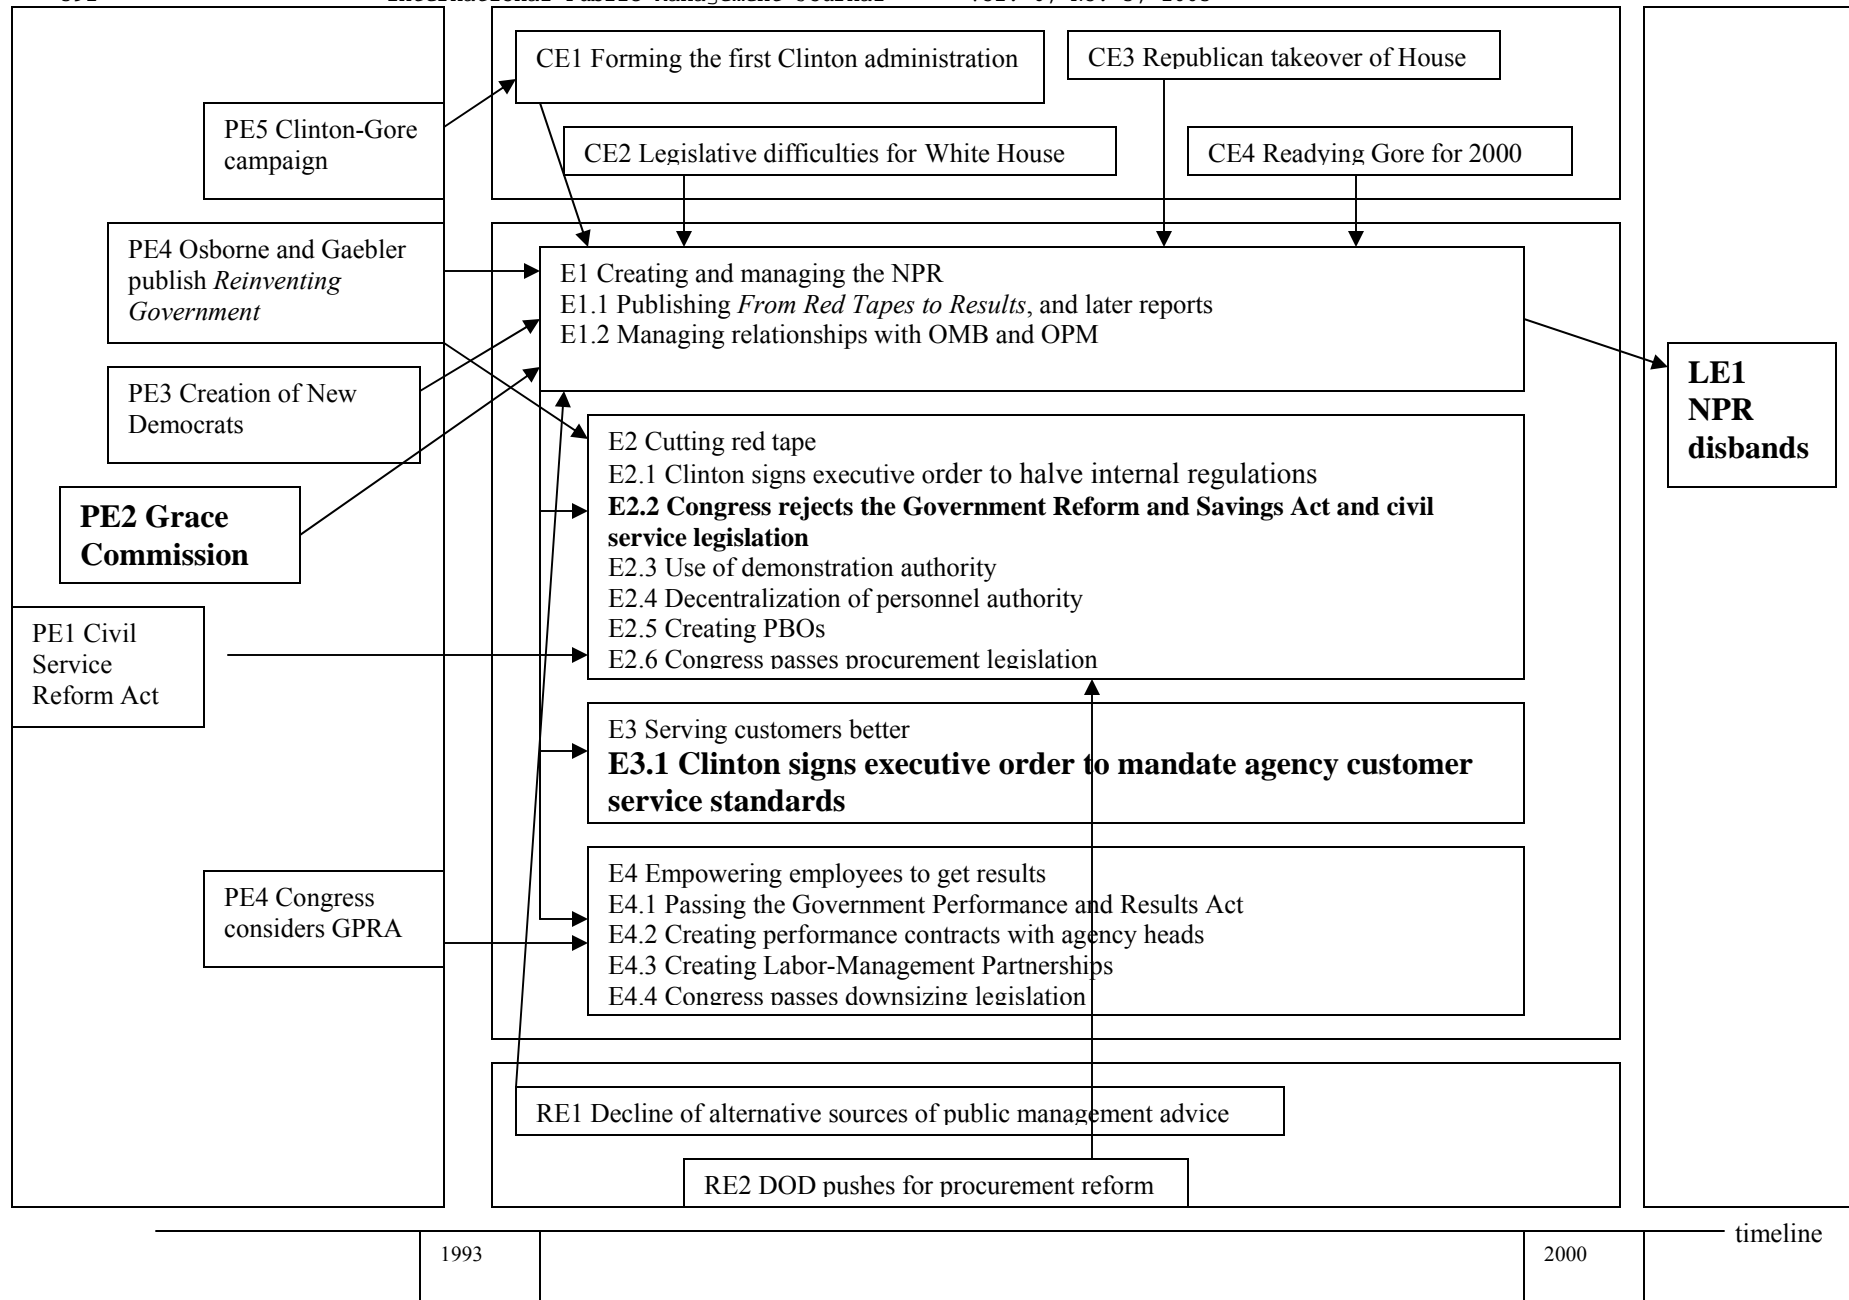 International Public Management Journal
CE1 Forming the first Clinton administration
CE3 Republican takeover of House
PE5 Clinton-Gore
campaign
CE2 Legislative difficulties for White House
CE4 Readying Gore for 2000
PE4 Osborne and Gaebler
publish Reinventing
Government
E1 Creating and managing the NPR
E1.1 Publishing From Red Tapes to Results, and later reports
E1.2 Managing relationships with OMB and OPM
PE3 Creation of New
Democrats
LE1
NPR
disbands
E2 Cutting red tape
E2.1 Clinton signs executive order to halve internal regulations
E2.2 Congress rejects the Government Reform and Savings Act and civil
service legislation
E2.3 Use of demonstration authority
E2.4 Decentralization of personnel authority
E2.5 Creating PBOs
E2.6 Congress passes procurement legislation
PE2 Grace
Commission
PE1 Civil
Service
Reform Act
E3 Serving customers better
E3.1 Clinton signs executive order to mandate agency customer
service standards
PE4 Congress
considers GPRA
E4 Empowering employees to get results
E4.1 Passing the Government Performance and Results Act
E4.2 Creating performance contracts with agency heads
E4.3 Creating Labor-Management Partnerships
E4.4 Congress passes downsizing legislation
RE1 Decline of alternative sources of public management advice
RE2 DOD pushes for procurement reform
timeline
1993
2000